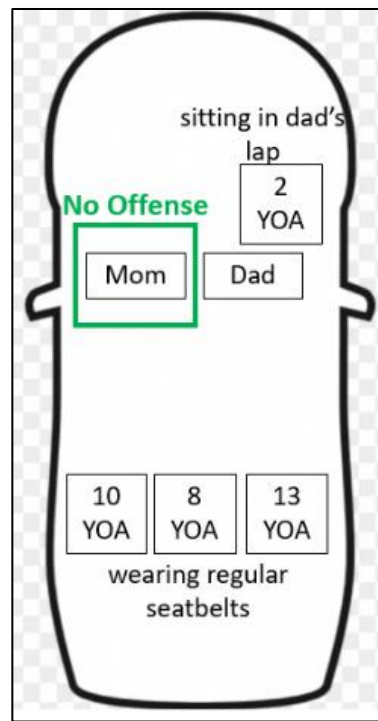 sitting in dad's
lap
2
YOA
No Offense
Mom
Dad
10
YOA
8
YOA
13
YOA
wearing regular
seatbelts